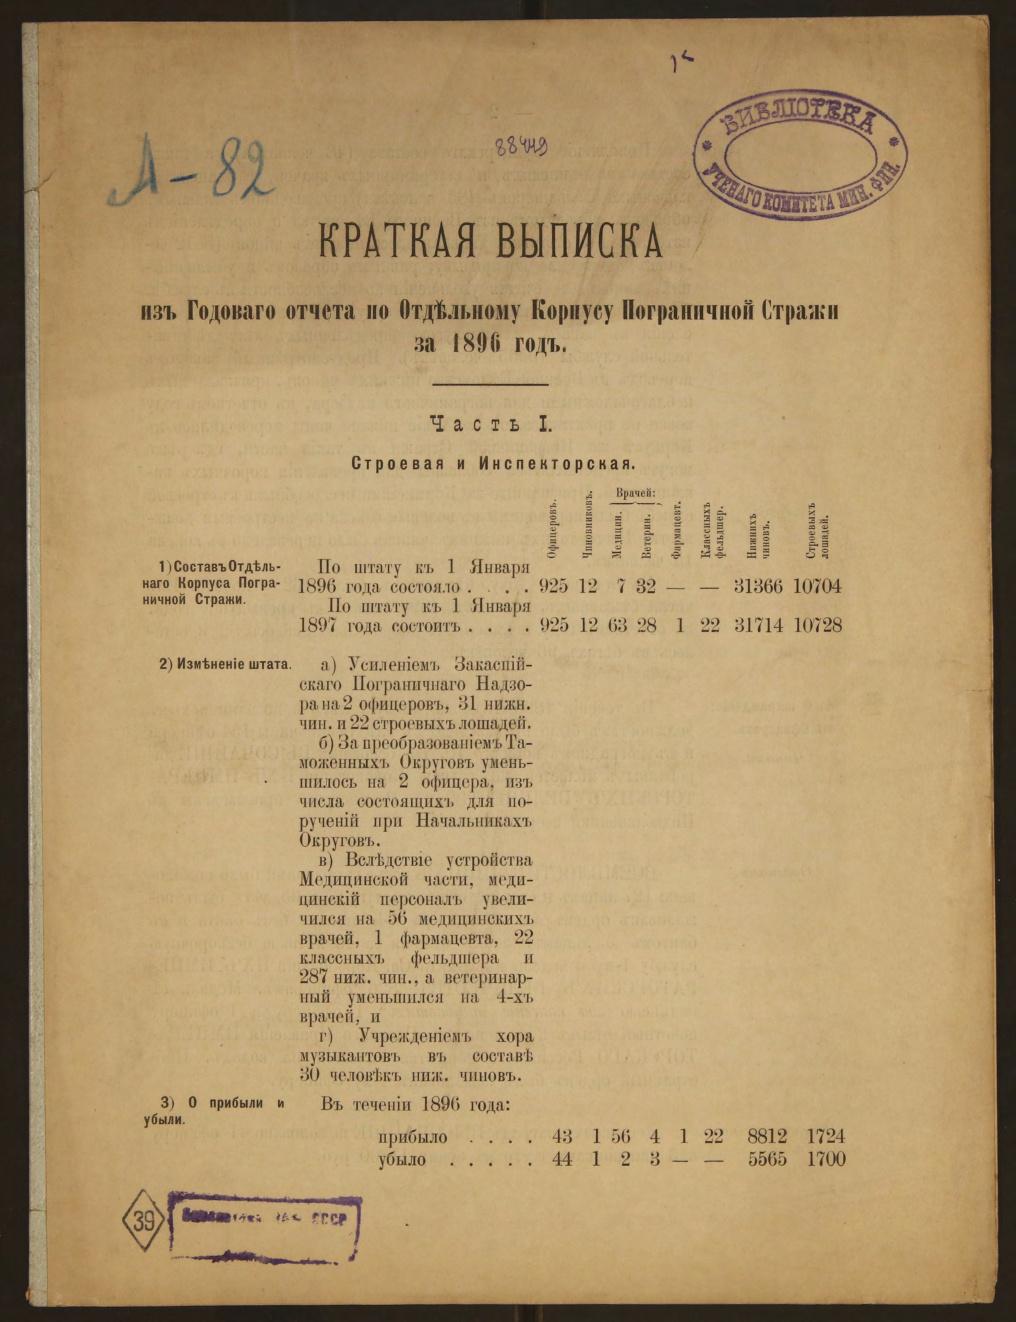 БИБЛІОТЕКА
УЧЕНАГО КОМИТЕТА МИН. ФИН.
А-82
88449
КРАТКАЯ ВЫПИСКА
изъ Годоваго отчета по Отдѣльному Корпусу Пограничной Стражи
за 1896 годъ.
Часть I.
Строевая и Инспекторская.
Офицеровъ. Чиновниковъ. Врачей: Медицин. Ветерин. Фармацевт. Классныхъ фельдшер. Нижнихъ чиновъ. Строевыхъ лошадей.
1) Составъ Отдѣль-
наго Корпуса Погра-
ничной Стражи.
По штату къ 1 Января
1896 года состояло . . . . 925 12 7 32 — — 31366 10704
По штату къ 1 Января
1897 года состоитъ . . . . 925 12 63 28 1 22 31714 10728
2) Измѣненіе штата.
а) Усиленіемъ Закаспій-
скаго Пограничнаго Надзо-
ра на 2 офицеровъ, 31 нижн.
чин. и 22 строевыхъ лошадей.
б) За преобразованіемъ Та-
моженныхъ Округовъ умень-
шилось на 2 офицера, изъ
числа состоящихъ для по-
рученій при Начальникахъ
Округовъ.
в) Вслѣдствіе устройства
Медицинской части, меди-
цинскій персоналъ увели-
чился на 56 медицинскихъ
врачей, 1 фармацевта, 22
классныхъ фельдшера и
287 ниж. чин., а ветеринар-
ный уменьшился на 4-хъ
врачей, и
г) Учрежденіемъ хора
музыкантовъ въ составѣ
30 человѣкъ ниж. чиновъ.
3) О прибыли и
убыли.
Въ теченіи 1896 года:
прибыло . . . . 43 1 56 4 1 22 8812 1724
убыло . . . . . 44 1 2 3 — — 5565 1700
39
СССР